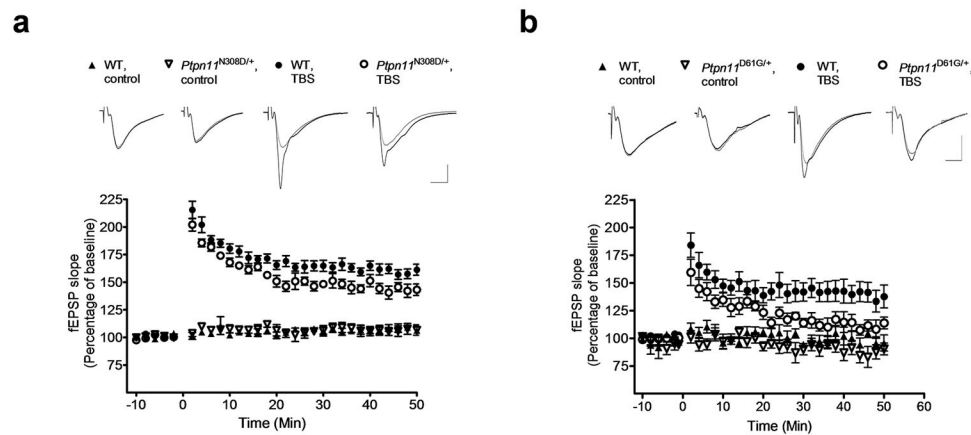 a
WT, control
Ptpn11N308D/+, control
WT, TBS
Ptpn11N308D/+, TBS
fEPSP slope
(Percentage of baseline)
225
200
175
150
125
100
75
-10 0 10 20 30 40 50
Time (Min)
b
WT, control
Ptpn11D61G/+, control
WT, TBS
Ptpn11D61G/+, TBS
fEPSP slope
(Percentage of baseline)
225
200
175
150
125
100
75
-10 0 10 20 30 40 50 60
Time (Min)